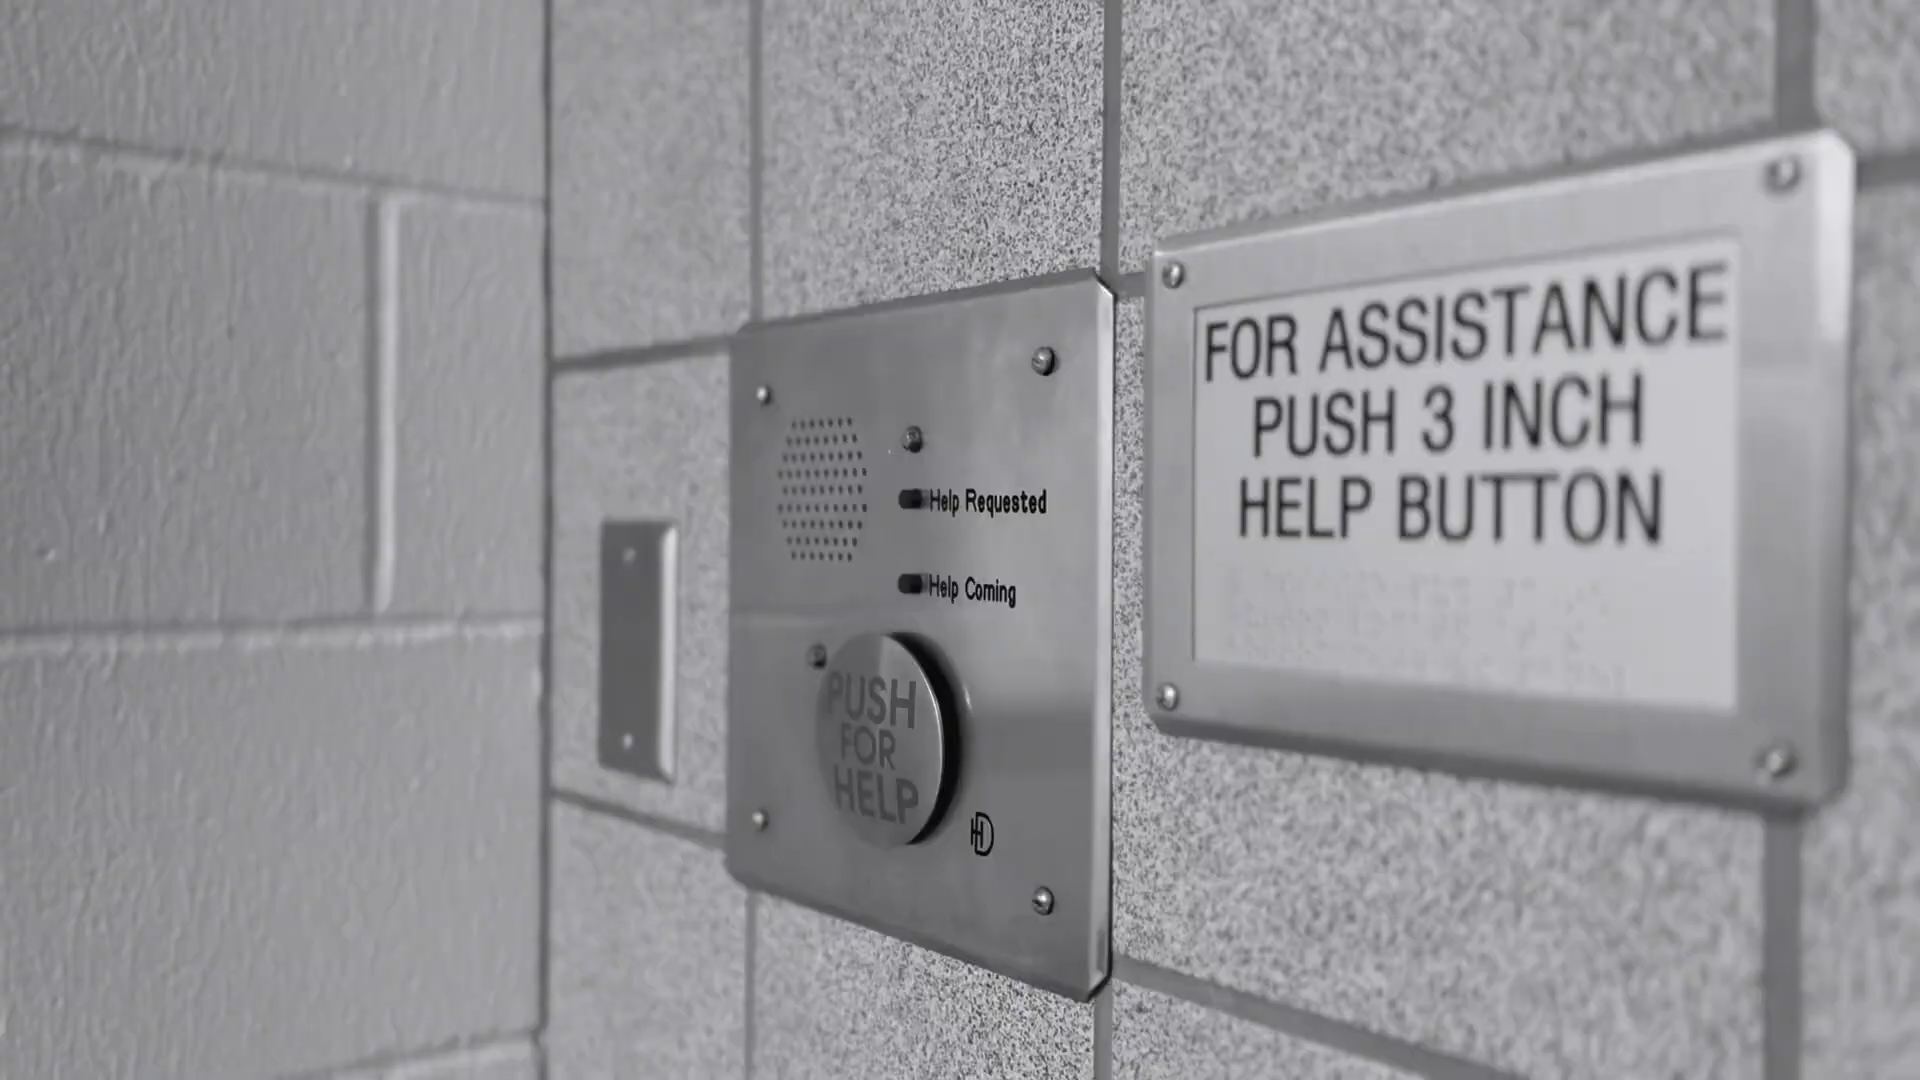 Help Requested
Help Coming
PUSH
FOR
HELP
FOR ASSISTANCE
PUSH 3 INCH
HELP BUTTON